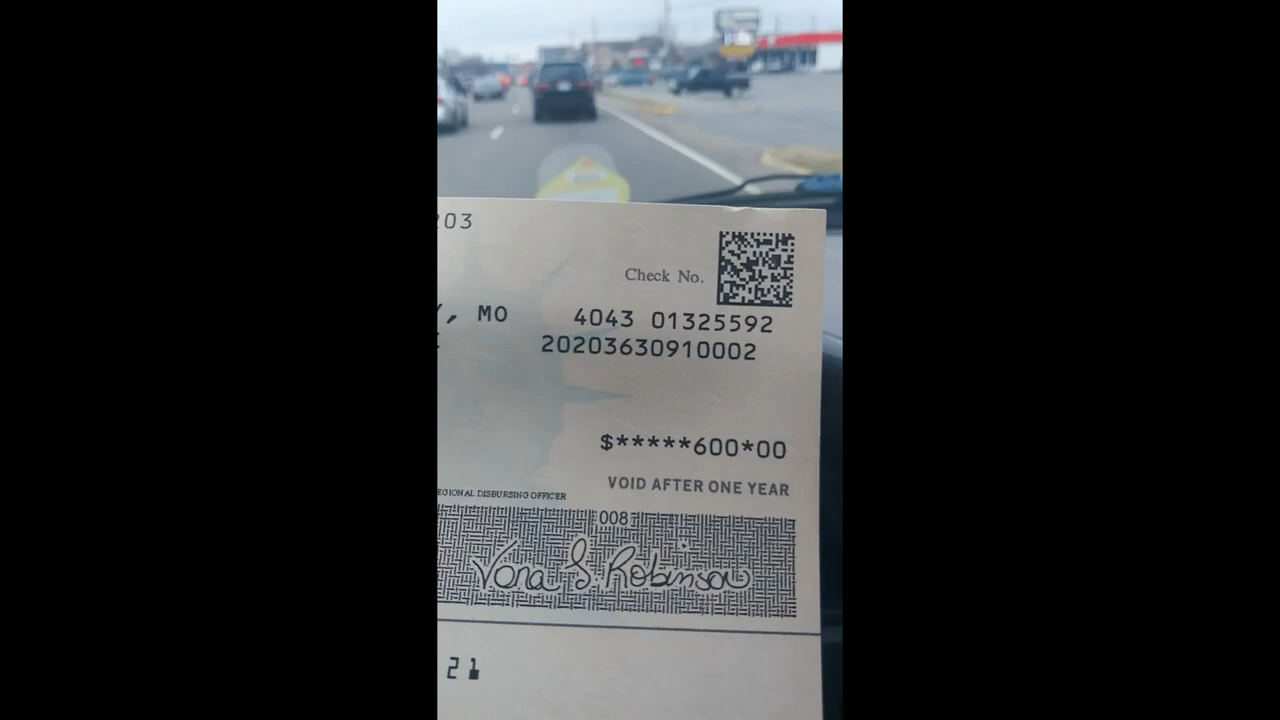 203
Check No.
, MO 4043 01325592
20203630910002
$*****600*00
VOID AFTER ONE YEAR
EGIONAL DISBURSING OFFICER
008
Vona S. Robinson
21